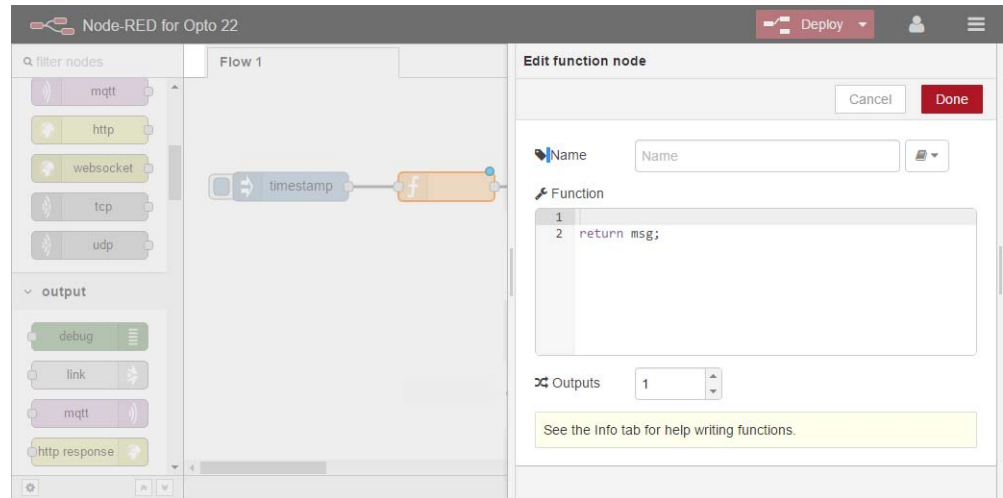 Node-RED for Opto 22
Deploy
filter nodes
mqtt
http
websocket
tcp
udp
output
debug
link
mqtt
http response
Flow 1
timestamp
f
Edit function node
Cancel
Done
Name
Name
Function
1
2 return msg;
Outputs
1
See the Info tab for help writing functions.